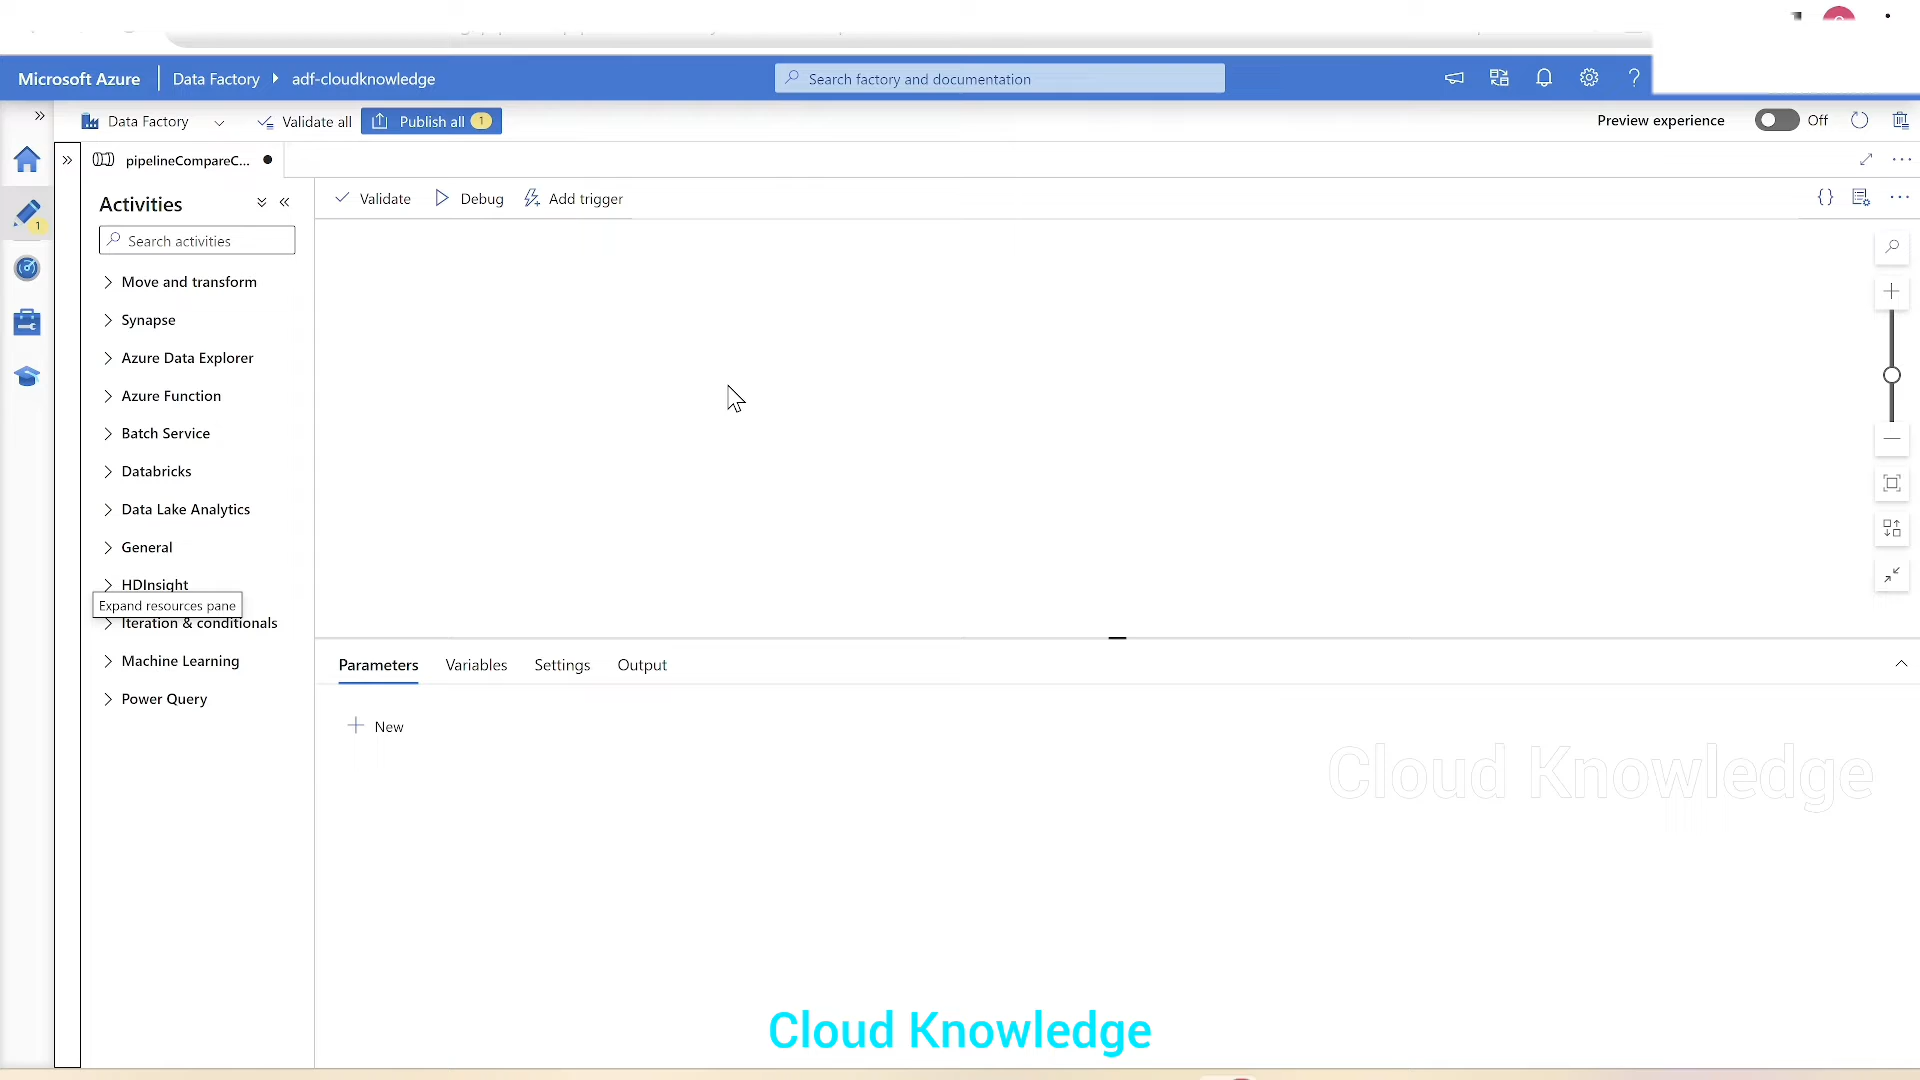 Microsoft Azure
Data Factory
adf-cloudknowledge
Search factory and documentation
Data Factory
Validate all
Publish all
1
Preview experience
Off
pipelineCompareC...
Activities
1
Validate
Debug
Add trigger
Search activities
Move and transform
Synapse
Azure Data Explorer
Azure Function
Batch Service
Databricks
Data Lake Analytics
General
HDInsight
Expand resources pane
Iteration & conditionals
Machine Learning
Power Query
Parameters
Variables
Settings
Output
New
Cloud Knowledge
Cloud Knowledge